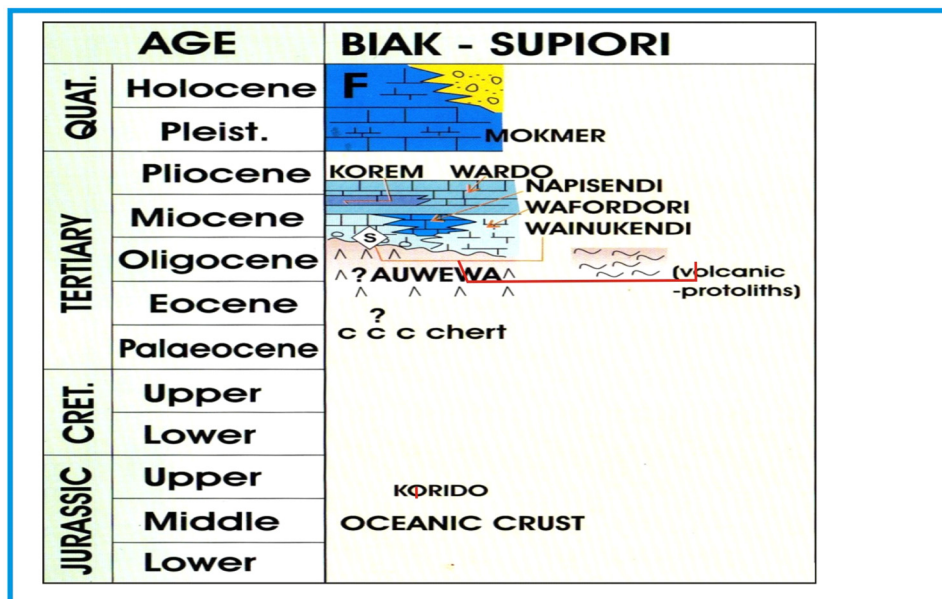 AGE BIAK - SUPIORI
QUAT.
Holocene F
Pleist. MOKMER
TERTIARY
Pliocene KOREM WARDO
NAPISENDI
Miocene WAFORDORI
WAINUKENDI
S
Oligocene
? AUWEWA (volcanic
-protoliths)
Eocene
?
c c c chert
Palaeocene
CRET.
Upper
Lower
JURASSIC
Upper
KORIDO
Middle OCEANIC CRUST
Lower